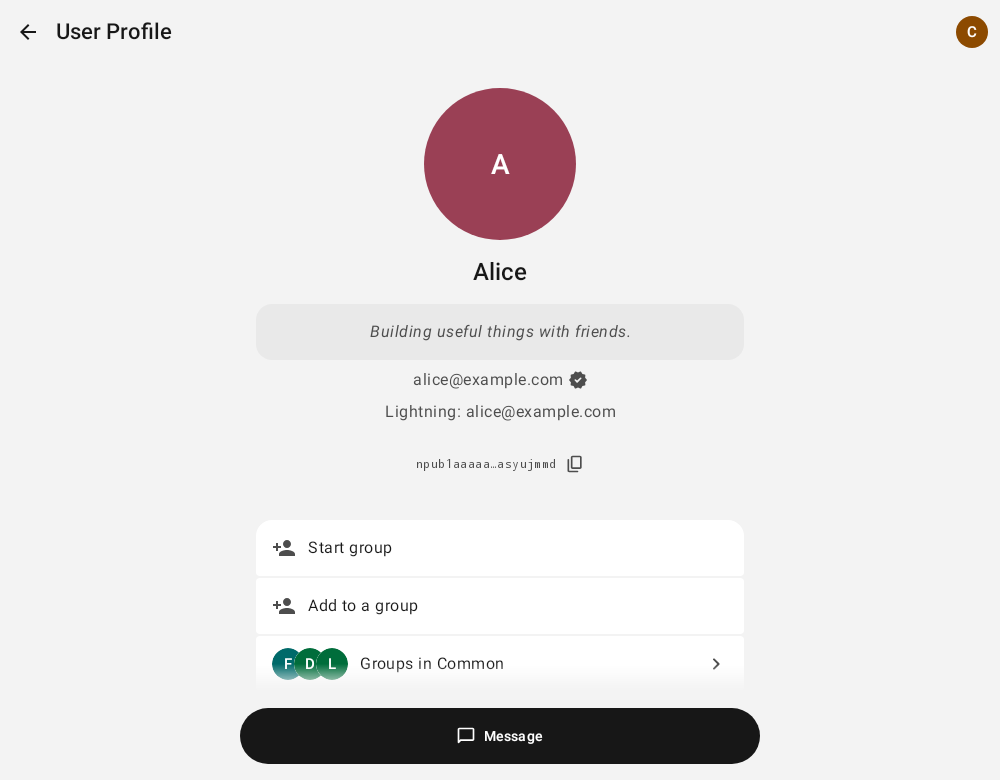 User Profile
C
A
Alice
Building useful things with friends.
alice@example.com
Lightning: alice@example.com
npub1aaaaa…asyujmmd
Start group
Add to a group
F D L Groups in Common
Message